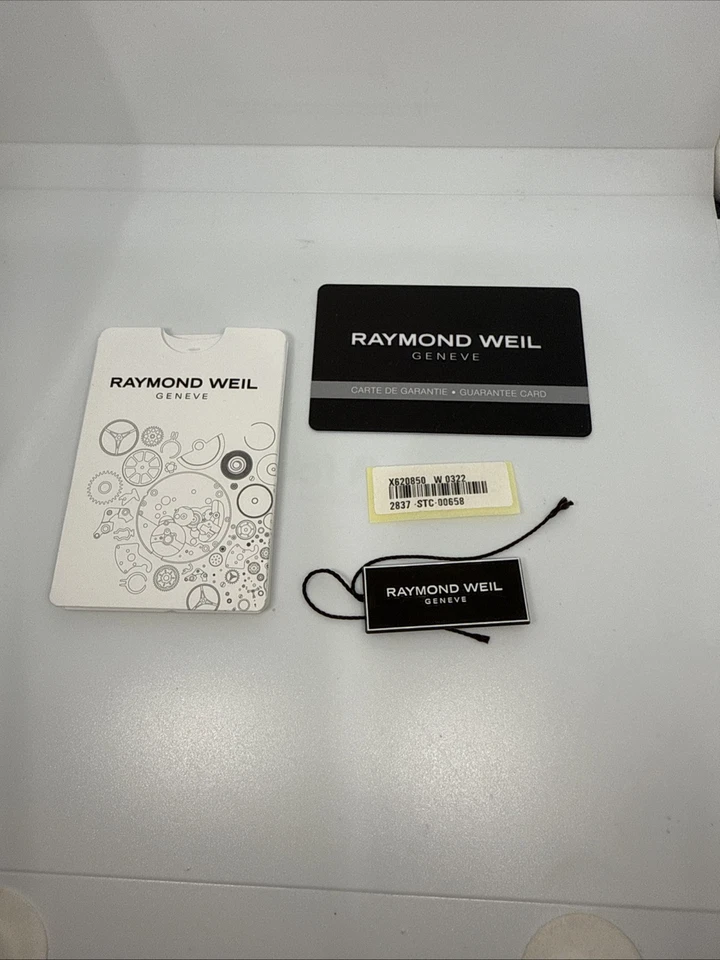 RAYMOND WEIL
GENEVE
RAYMOND WEIL
GENEVE
CARTE DE GARANTIE • GUARANTEE CARD
X620850 W 0322
2837 -STC-00658
RAYMOND WEIL
GENEVE